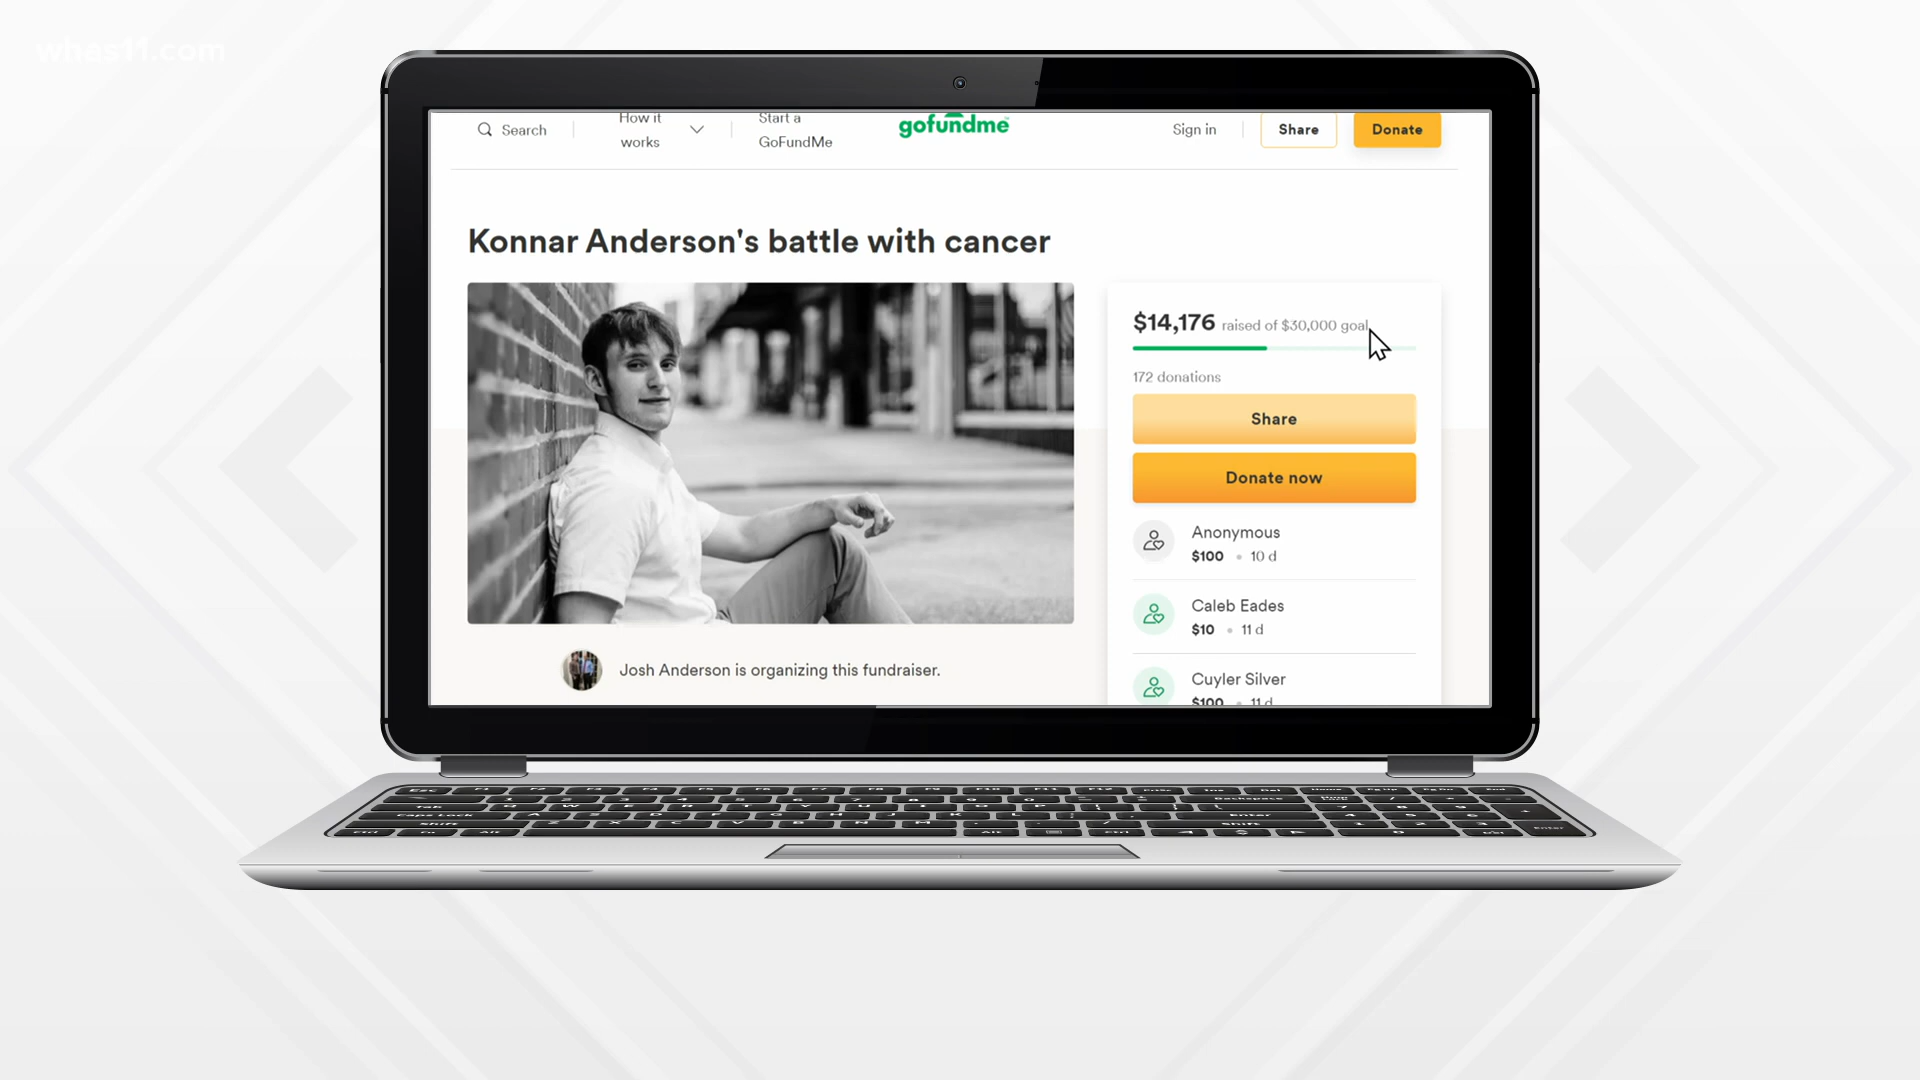 whas11.com
Search
How it
works
Start a
GoFundMe
gofundme
Sign in
Share
Donate
Konnar Anderson's battle with cancer
$14,176 raised of $30,000 goal
172 donations
Share
Donate now
Anonymous
$100 • 10 d
Caleb Eades
$10 • 11 d
Cuyler Silver
$100 • 11 d
Josh Anderson is organizing this fundraiser.